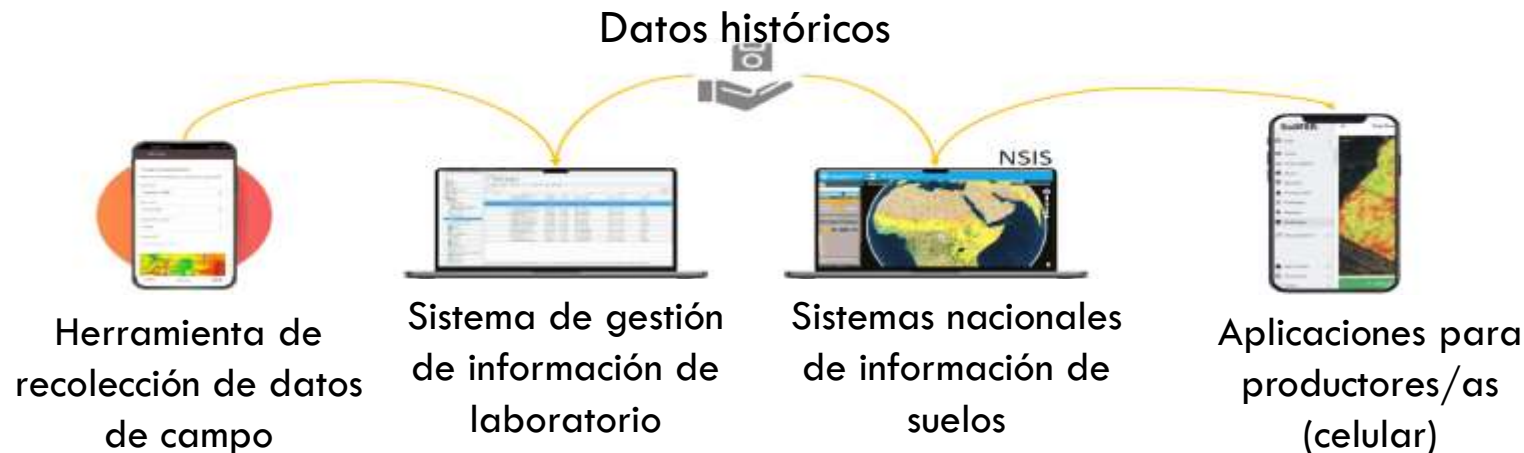 Datos históricos
NSIS
Herramienta de
recolección de datos
de campo
Sistema de gestión
de información de
laboratorio
Sistemas nacionales
de información de
suelos
Aplicaciones para
productores/as
(celular)